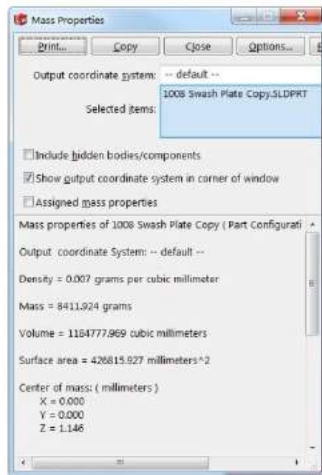 Mass Properties
Print... Copy Close Options...
Output coordinate system: -- default --
1008 Swash Plate Copy.SLDPRT
Selected items:
Include hidden bodies/components
Show output coordinate system in corner of window
Assigned mass properties
Mass properties of 1008 Swash Plate Copy ( Part Configurati
Output coordinate System: -- default --
Density = 0.007 grams per cubic millimeter
Mass = 8411.924 grams
Volume = 1164777.969 cubic millimeters
Surface area = 426815.927 millimeters^2
Center of mass: ( millimeters )
X = 0.000
Y = 0.000
Z = 1.146